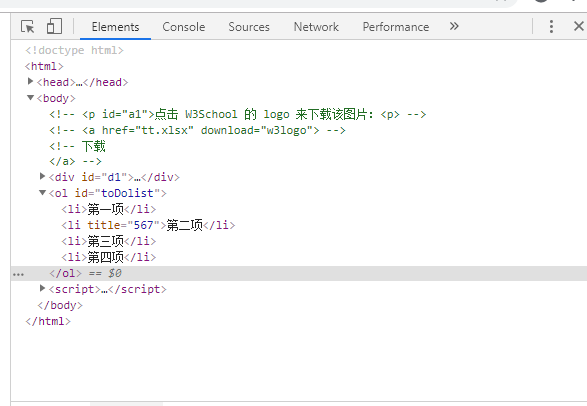 Elements Console Sources Network Performance »
<!doctype html>
<html>
<head>…</head>
<body>
<!-- <p id="a1">点击 W3School 的 logo 来下载该图片：<p> -->
<!-- <a href="tt.xlsx" download="w3logo"> -->
<!-- 下载
</a> -->
<div id="d1">…</div>
<ol id="toDolist">
<li>第一项</li>
<li title="567">第二项</li>
<li>第三项</li>
<li>第四项</li>
… </ol> == $0
<script>…</script>
</body>
</html>